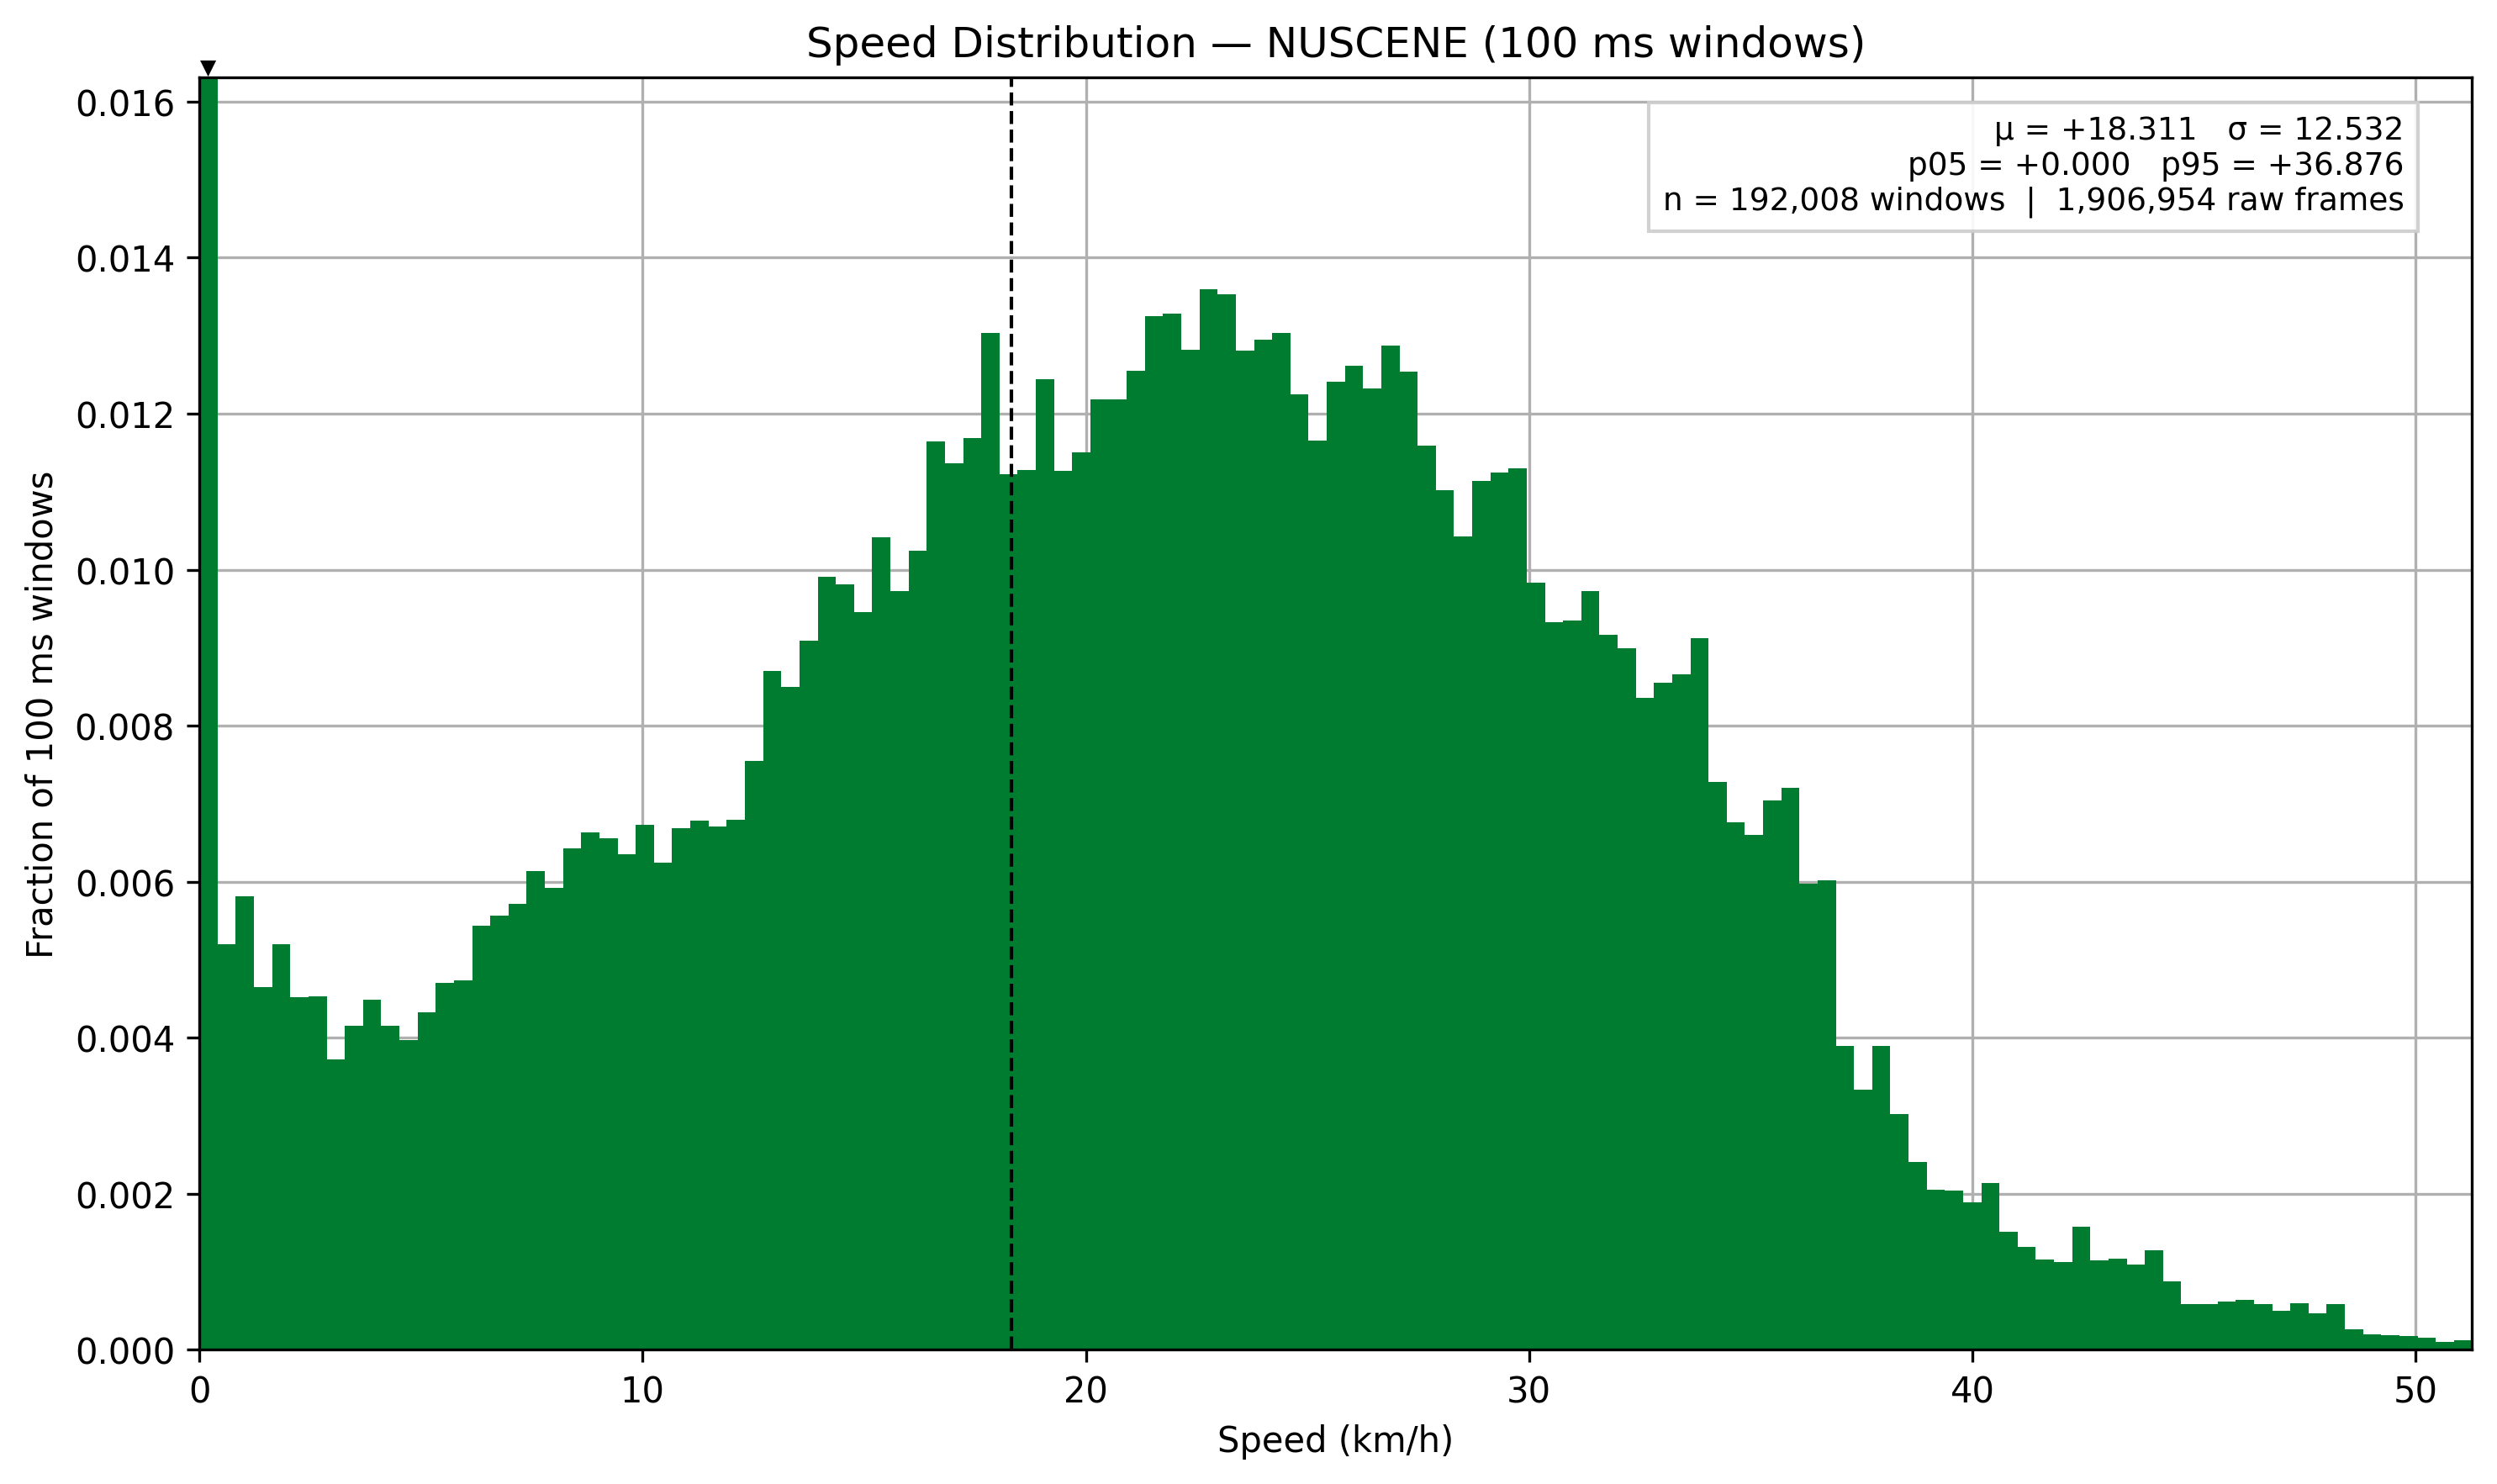 Speed Distribution — NUSCENE (100 ms windows)
μ = +18.311   σ = 12.532
p05 = +0.000   p95 = +36.876
n = 192,008 windows  |  1,906,954 raw frames
Fraction of 100 ms windows
0.016
0.014
0.012
0.010
0.008
0.006
0.004
0.002
0.000
0 10 20 30 40 50
Speed (km/h)